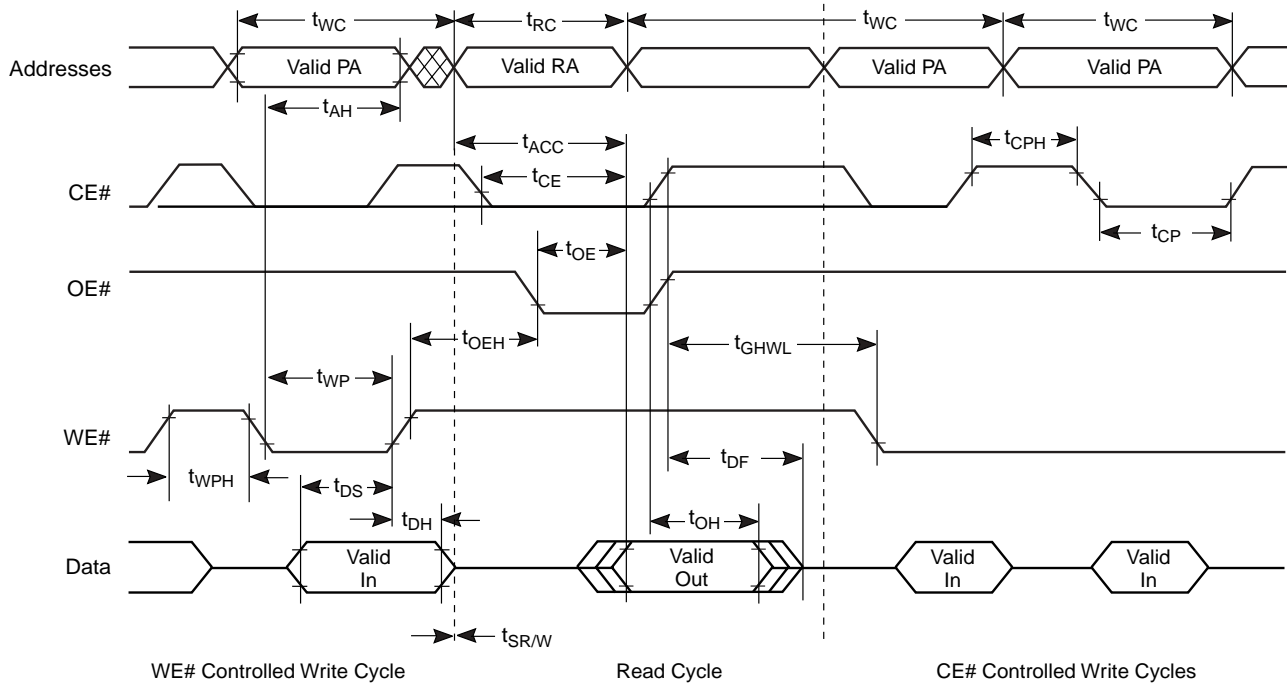 tWC tRC tWC tWC
Addresses Valid PA Valid RA Valid PA Valid PA
tAH
tACC tCPH
tCE
CE#
tOE tCP
OE#
tOEH tGHWL
tWP
WE#
tWPH tDS tDF
tDH tOH
Data Valid In Valid Out Valid In Valid In
tSR/W
WE# Controlled Write Cycle Read Cycle CE# Controlled Write Cycles